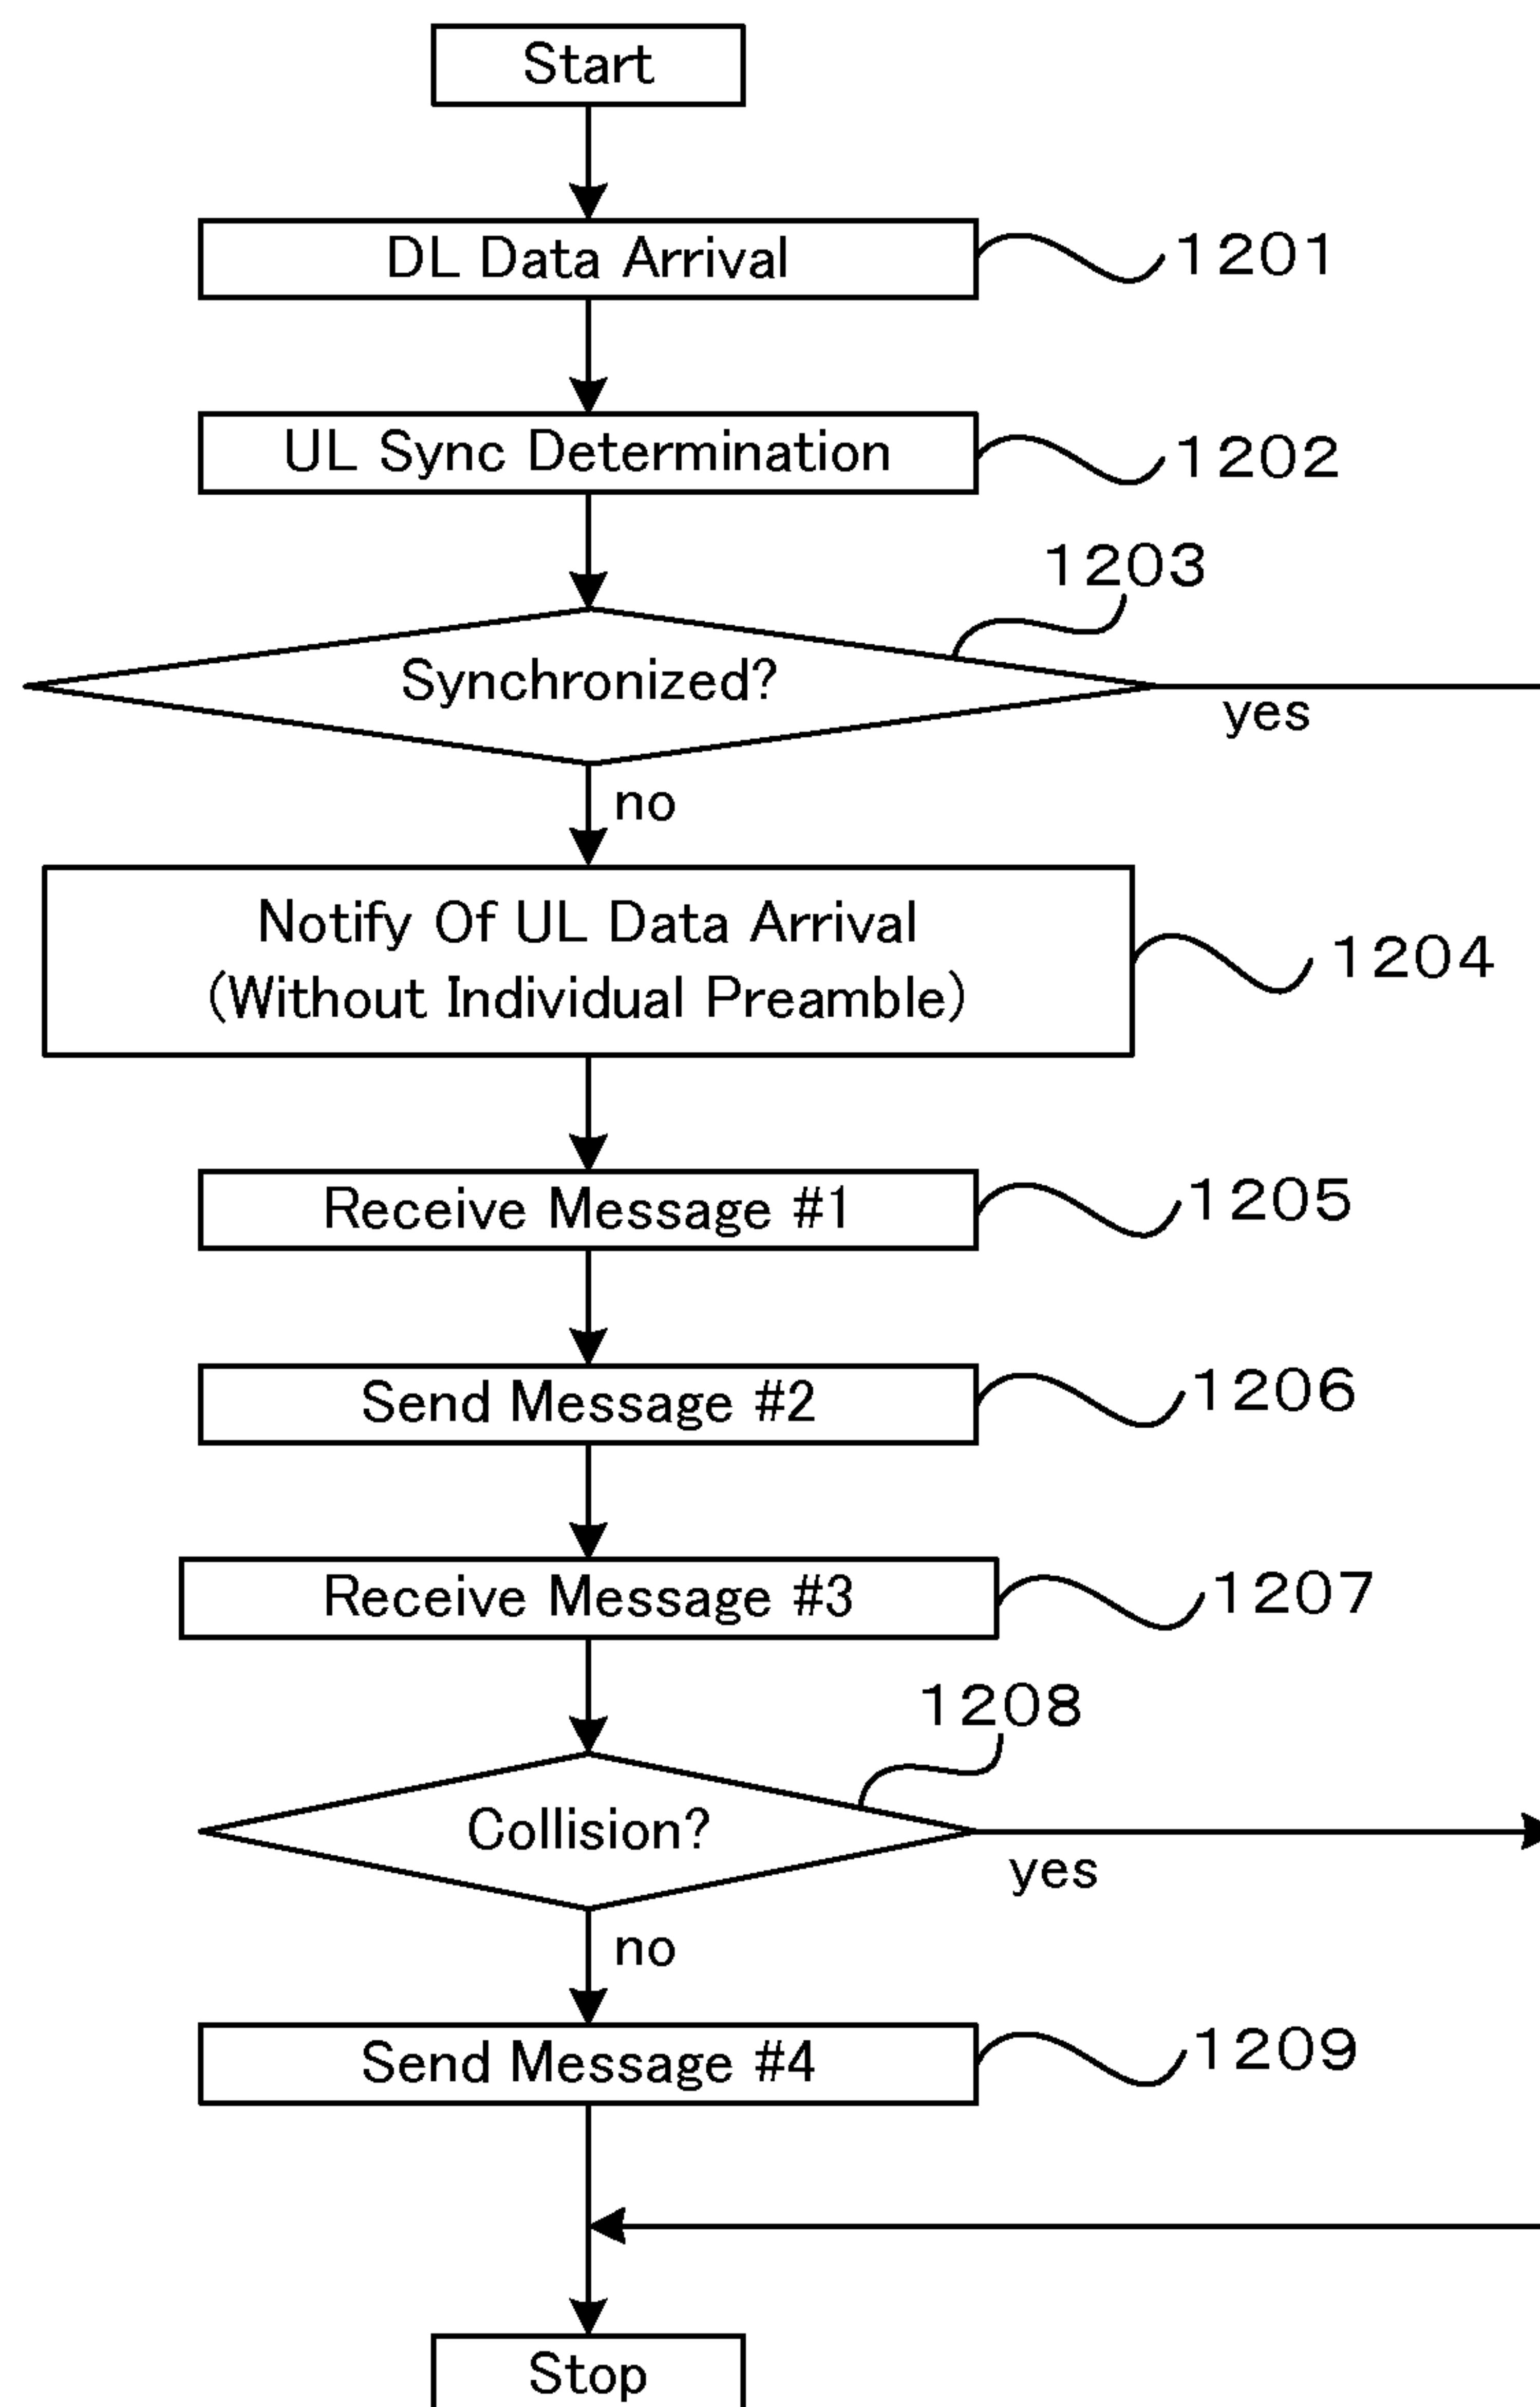 Start
DL Data Arrival
1201
UL Sync Determination
1202
1203
Synchronized?
yes
no
Notify Of UL Data Arrival
(Without Individual Preamble)
1204
Receive Message #1
1205
Send Message #2
1206
Receive Message #3
1207
1208
Collision?
yes
no
Send Message #4
1209
Stop